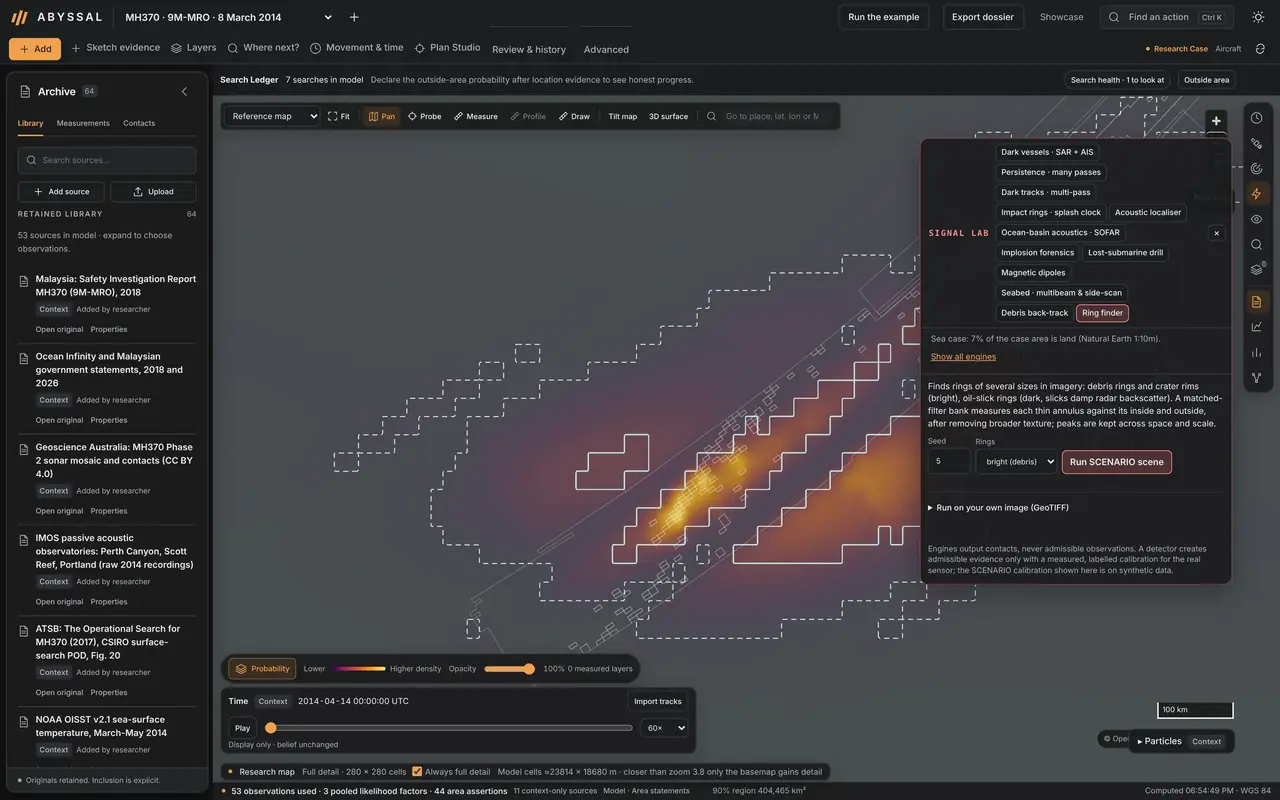 ABYSSAL
MH370 · 9M-MRO · 8 March 2014
Run the example
Export dossier
Showcase
Find an action
Ctrl K
Add
Sketch evidence
Layers
Where next?
Movement & time
Plan Studio
Review & history
Advanced
Research Case
Aircraft
Archive
64
Library
Measurements
Contacts
Search sources...
Add source
Upload
RETAINED LIBRARY
64
53 sources in model · expand to choose
observations.
Malaysia: Safety Investigation Report
MH370 (9M-MRO), 2018
Context
Added by researcher
Open original
Properties
Ocean Infinity and Malaysian
government statements, 2018 and
2026
Context
Added by researcher
Open original
Properties
Geoscience Australia: MH370 Phase
2 sonar mosaic and contacts (CC BY
4.0)
Context
Added by researcher
Open original
Properties
IMOS passive acoustic
observatories: Perth Canyon, Scott
Reef, Portland (raw 2014 recordings)
Context
Added by researcher
Open original
Properties
ATSB: The Operational Search for
MH370 (2017), CSIRO surface-
search POD, Fig. 20
Context
Added by researcher
Open original
Properties
NOAA OISST v2.1 sea-surface
temperature, March-May 2014
Context
Added by researcher
Originals retained. Inclusion is explicit.
Search Ledger
7 searches in model
Declare the outside-area probability after location evidence to see honest progress.
Search health · 1 to look at
Outside area
Reference map
Fit
Pan
Probe
Measure
Profile
Draw
Tilt map
3D surface
Go to place, lat, lon or M
SIGNAL LAB
Dark vessels · SAR + AIS
Persistence · many passes
Dark tracks · multi-pass
Impact rings · splash clock
Acoustic localiser
Ocean-basin acoustics · SOFAR
Implosion forensics
Lost-submarine drill
Magnetic dipoles
Seabed · multibeam & side-scan
Debris back-track
Ring finder
Sea case: 7% of the case area is land (Natural Earth 1:10m).
Show all engines
Finds rings of several sizes in imagery: debris rings and crater rims
(bright), oil-slick rings (dark, slicks damp radar backscatter). A matched-
filter bank measures each thin annulus against its inside and outside,
after removing broader texture; peaks are kept across space and scale.
Seed
Rings
5
bright (debris)
Run SCENARIO scene
Run on your own image (GeoTIFF)
Engines output contacts, never admissible observations. A detector creates
admissible evidence only with a measured, labelled calibration for the real
sensor; the SCENARIO calibration shown here is on synthetic data.
0
Probability
Lower
Higher density
Opacity
100%
0 measured layers
Time
Context
2014-04-14 00:00:00 UTC
Import tracks
Play
60×
Display only · belief unchanged
100 km
© Ope
Particles
Context
Research map
Full detail · 280 × 280 cells
Always full detail
Model cells ≈23814 × 18680 m · closer than zoom 3.8 only the basemap gains detail
53 observations used · 3 pooled likelihood factors · 44 area assertions
11 context-only sources
Model · Area statements
90% region 404,465 km²
Computed 06:54:49 PM · WGS 84